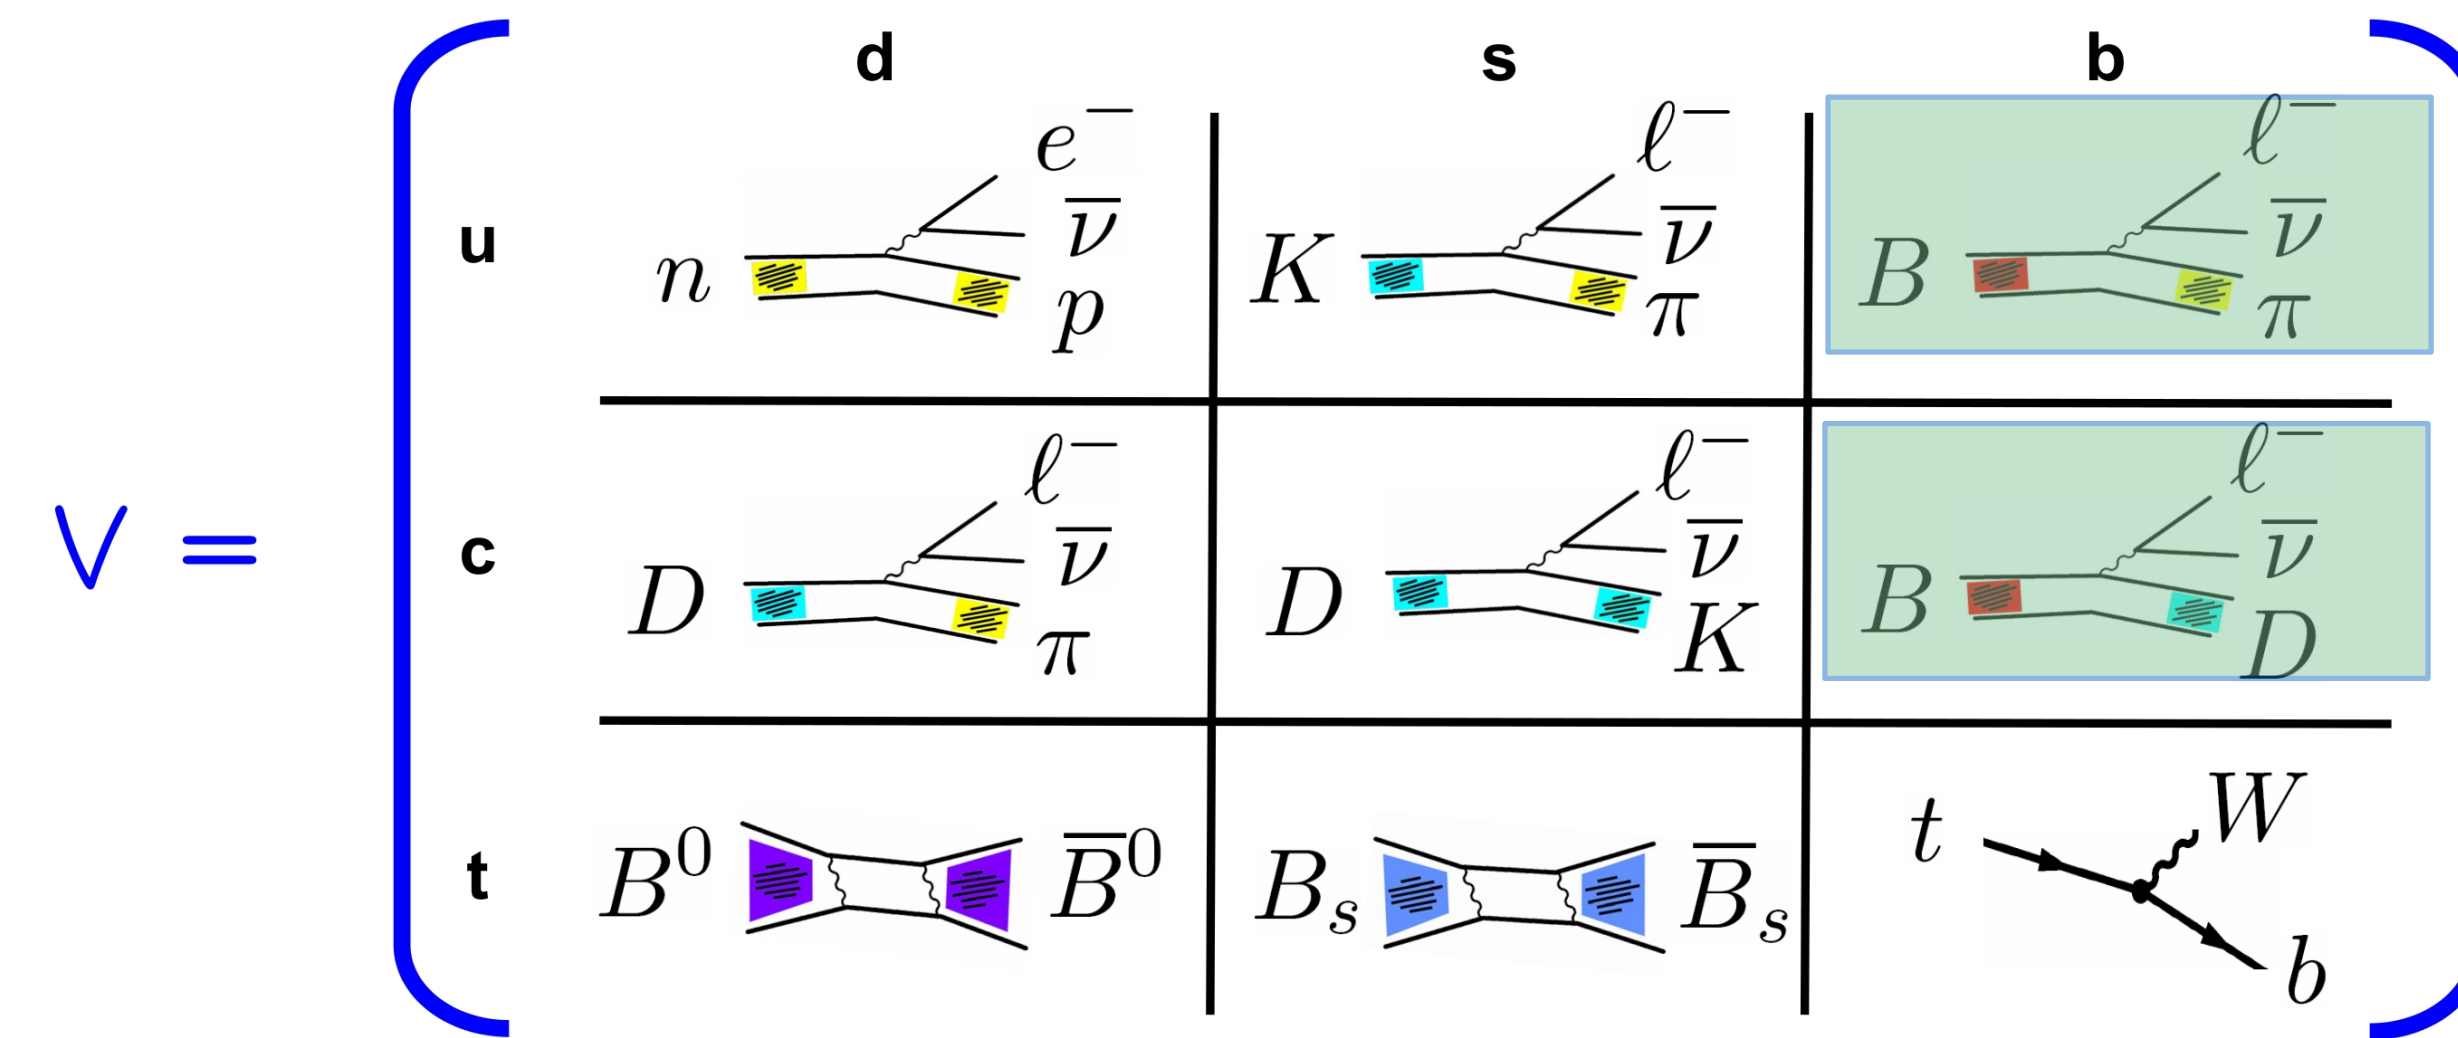 d s b
u
n e⁻ ν̅ p
K ℓ⁻ ν̅ π
B ℓ⁻ ν̅ π
V =
c
D ℓ⁻ ν̅ π
D ℓ⁻ ν̅ K
B ℓ⁻ ν̅ D
t
B⁰ B̅⁰
Bₛ B̅ₛ
t W b